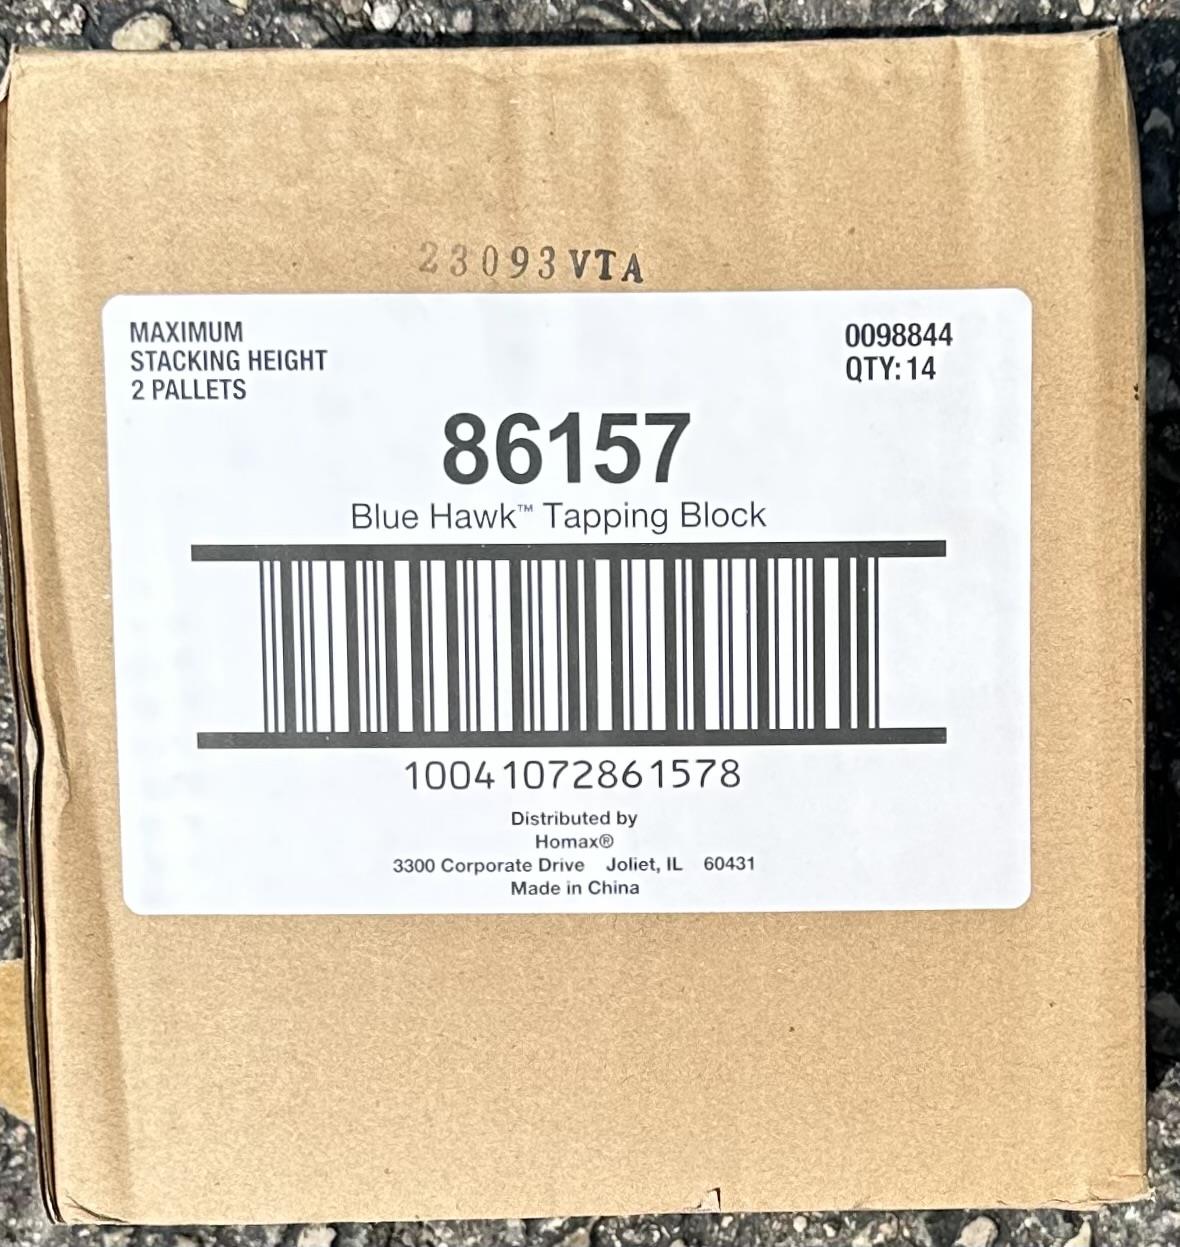 23093VTA
MAXIMUM
STACKING HEIGHT
2 PALLETS
0098844
QTY: 14
86157
Blue Hawk™ Tapping Block
10041072861578
Distributed by
Homax®
3300 Corporate Drive Joliet, IL 60431
Made in China